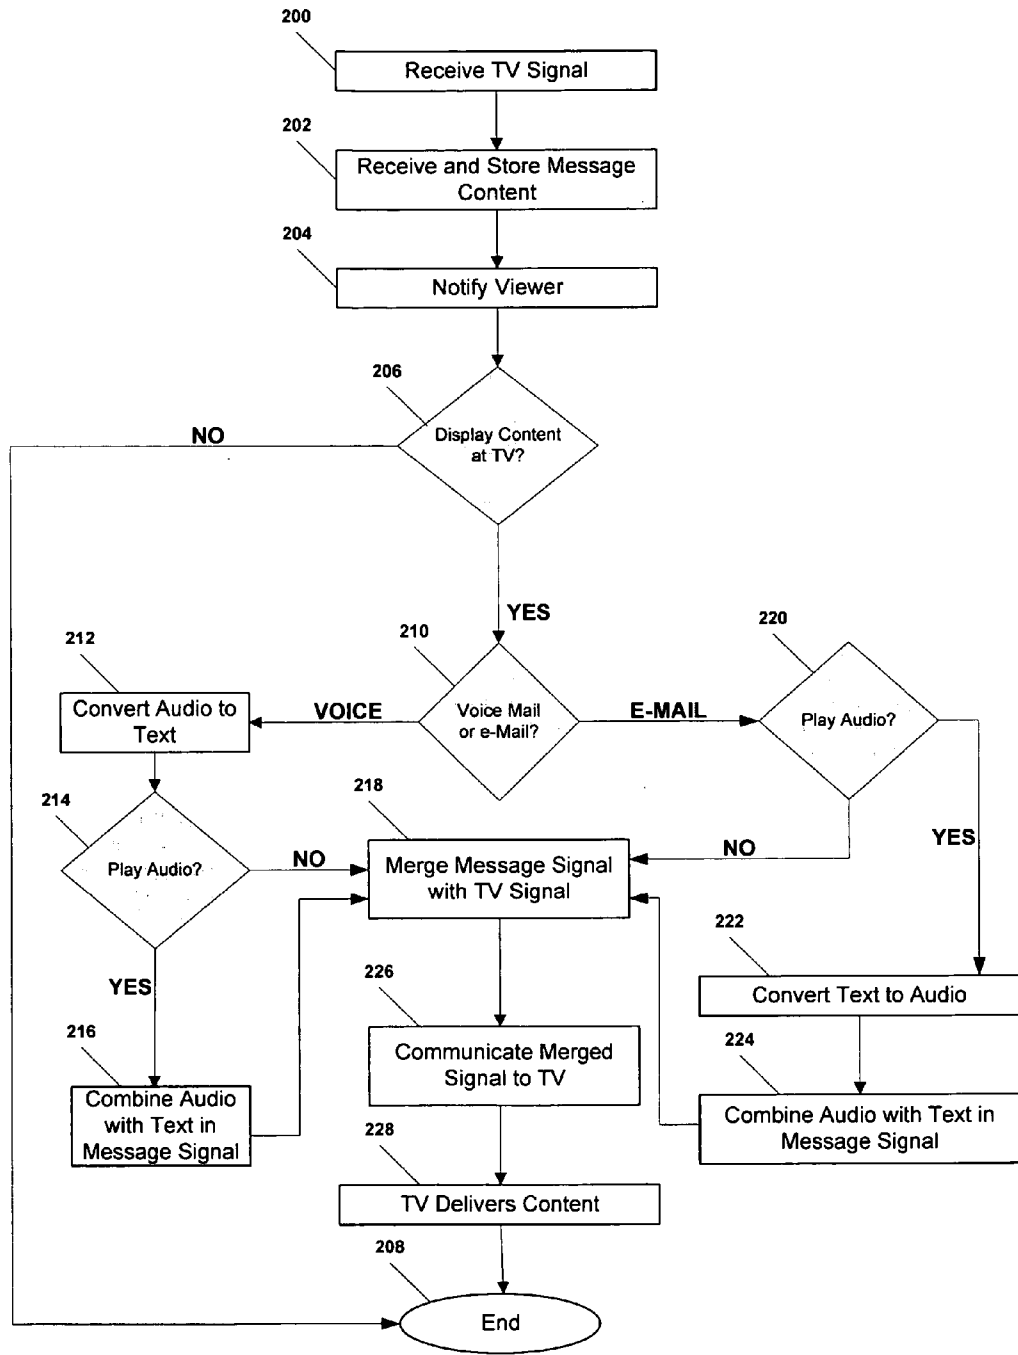 200
Receive TV Signal
202
Receive and Store Message
Content
204
Notify Viewer
206
Display Content
at TV?
NO
YES
210
Voice Mail
or e-Mail?
VOICE
E-MAIL
212
Convert Audio to
Text
220
Play Audio?
214
Play Audio?
NO
218
Merge Message Signal
with TV Signal
NO
YES
YES
216
Combine Audio
with Text in
Message Signal
222
Convert Text to Audio
224
Combine Audio with Text in
Message Signal
226
Communicate Merged
Signal to TV
228
TV Delivers Content
208
End